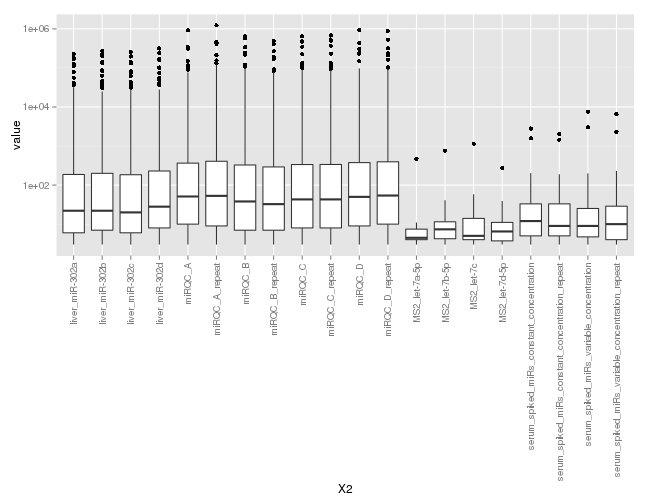 1e+06
1e+04
1e+02
value
liver_miR-302a
liver_miR-302b
liver_miR-302c
liver_miR-302d
miRQC_A
miRQC_A_repeat
miRQC_B
miRQC_B_repeat
miRQC_C
miRQC_C_repeat
miRQC_D
miRQC_D_repeat
MS2_let-7a-5p
MS2_let-7b-5p
MS2_let-7c
MS2_let-7d-5p
serum_spiked_miRs_constant_concentration
serum_spiked_miRs_constant_concentration_repeat
serum_spiked_miRs_variable_concentration
serum_spiked_miRs_variable_concentration_repeat
X2